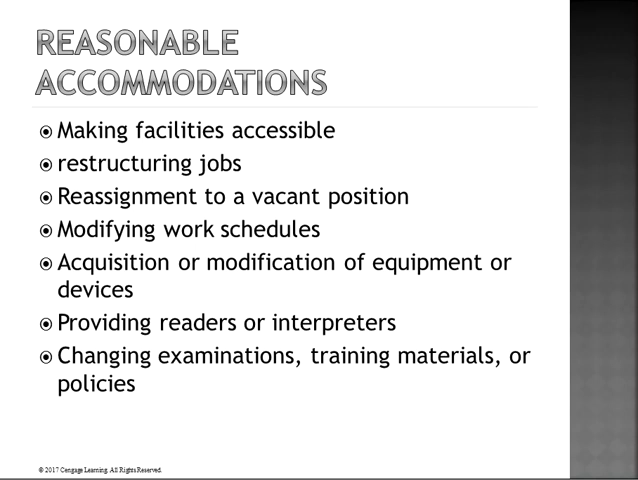 REASONABLE
ACCOMMODATIONS
Making facilities accessible
restructuring jobs
Reassignment to a vacant position
Modifying work schedules
Acquisition or modification of equipment or
devices
Providing readers or interpreters
Changing examinations, training materials, or
policies
© 2017 Cengage Learning. All Rights Reserved.